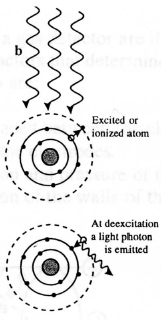 b
Excited or
ionized atom
At deexcitation
a light photon
is emitted